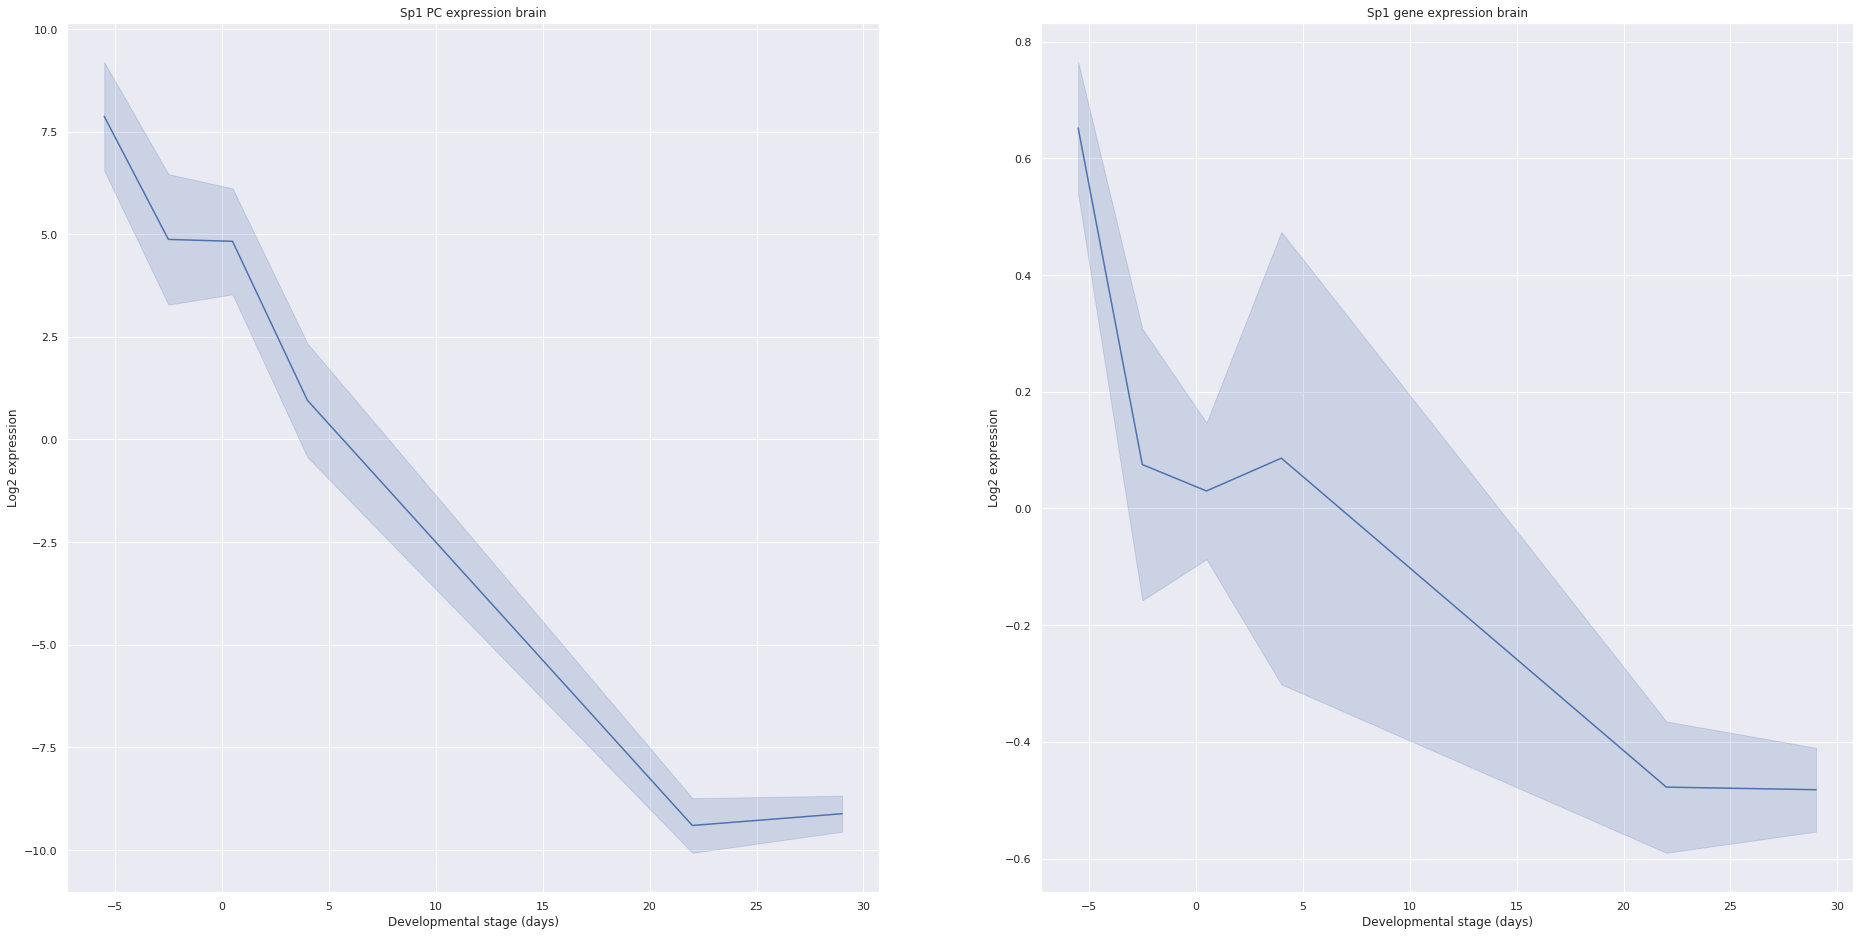 Sp1 PC expression brain
10.0
7.5
5.0
2.5
0.0
−2.5
−5.0
−7.5
−10.0
Log2 expression
−5 0 5 10 15 20 25 30
Developmental stage (days)
Sp1 gene expression brain
0.8
0.6
0.4
0.2
0.0
−0.2
−0.4
−0.6
Log2 expression
−5 0 5 10 15 20 25 30
Developmental stage (days)